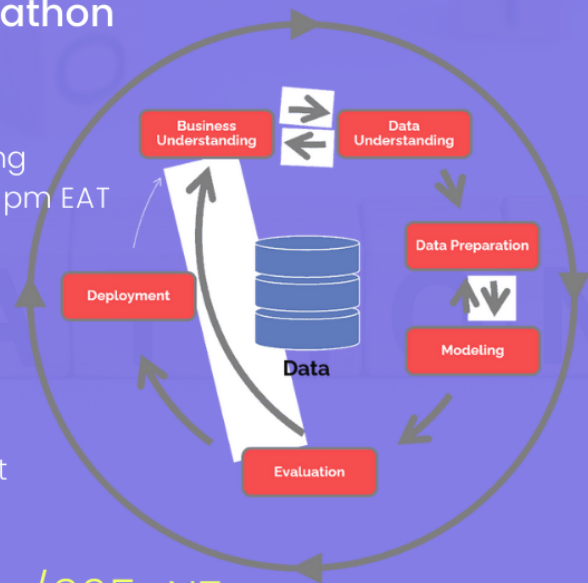 athon
Business
Understanding
Data
Understanding
ng
pm EAT
Data Preparation
Deployment
Modeling
Data
Evaluation
t